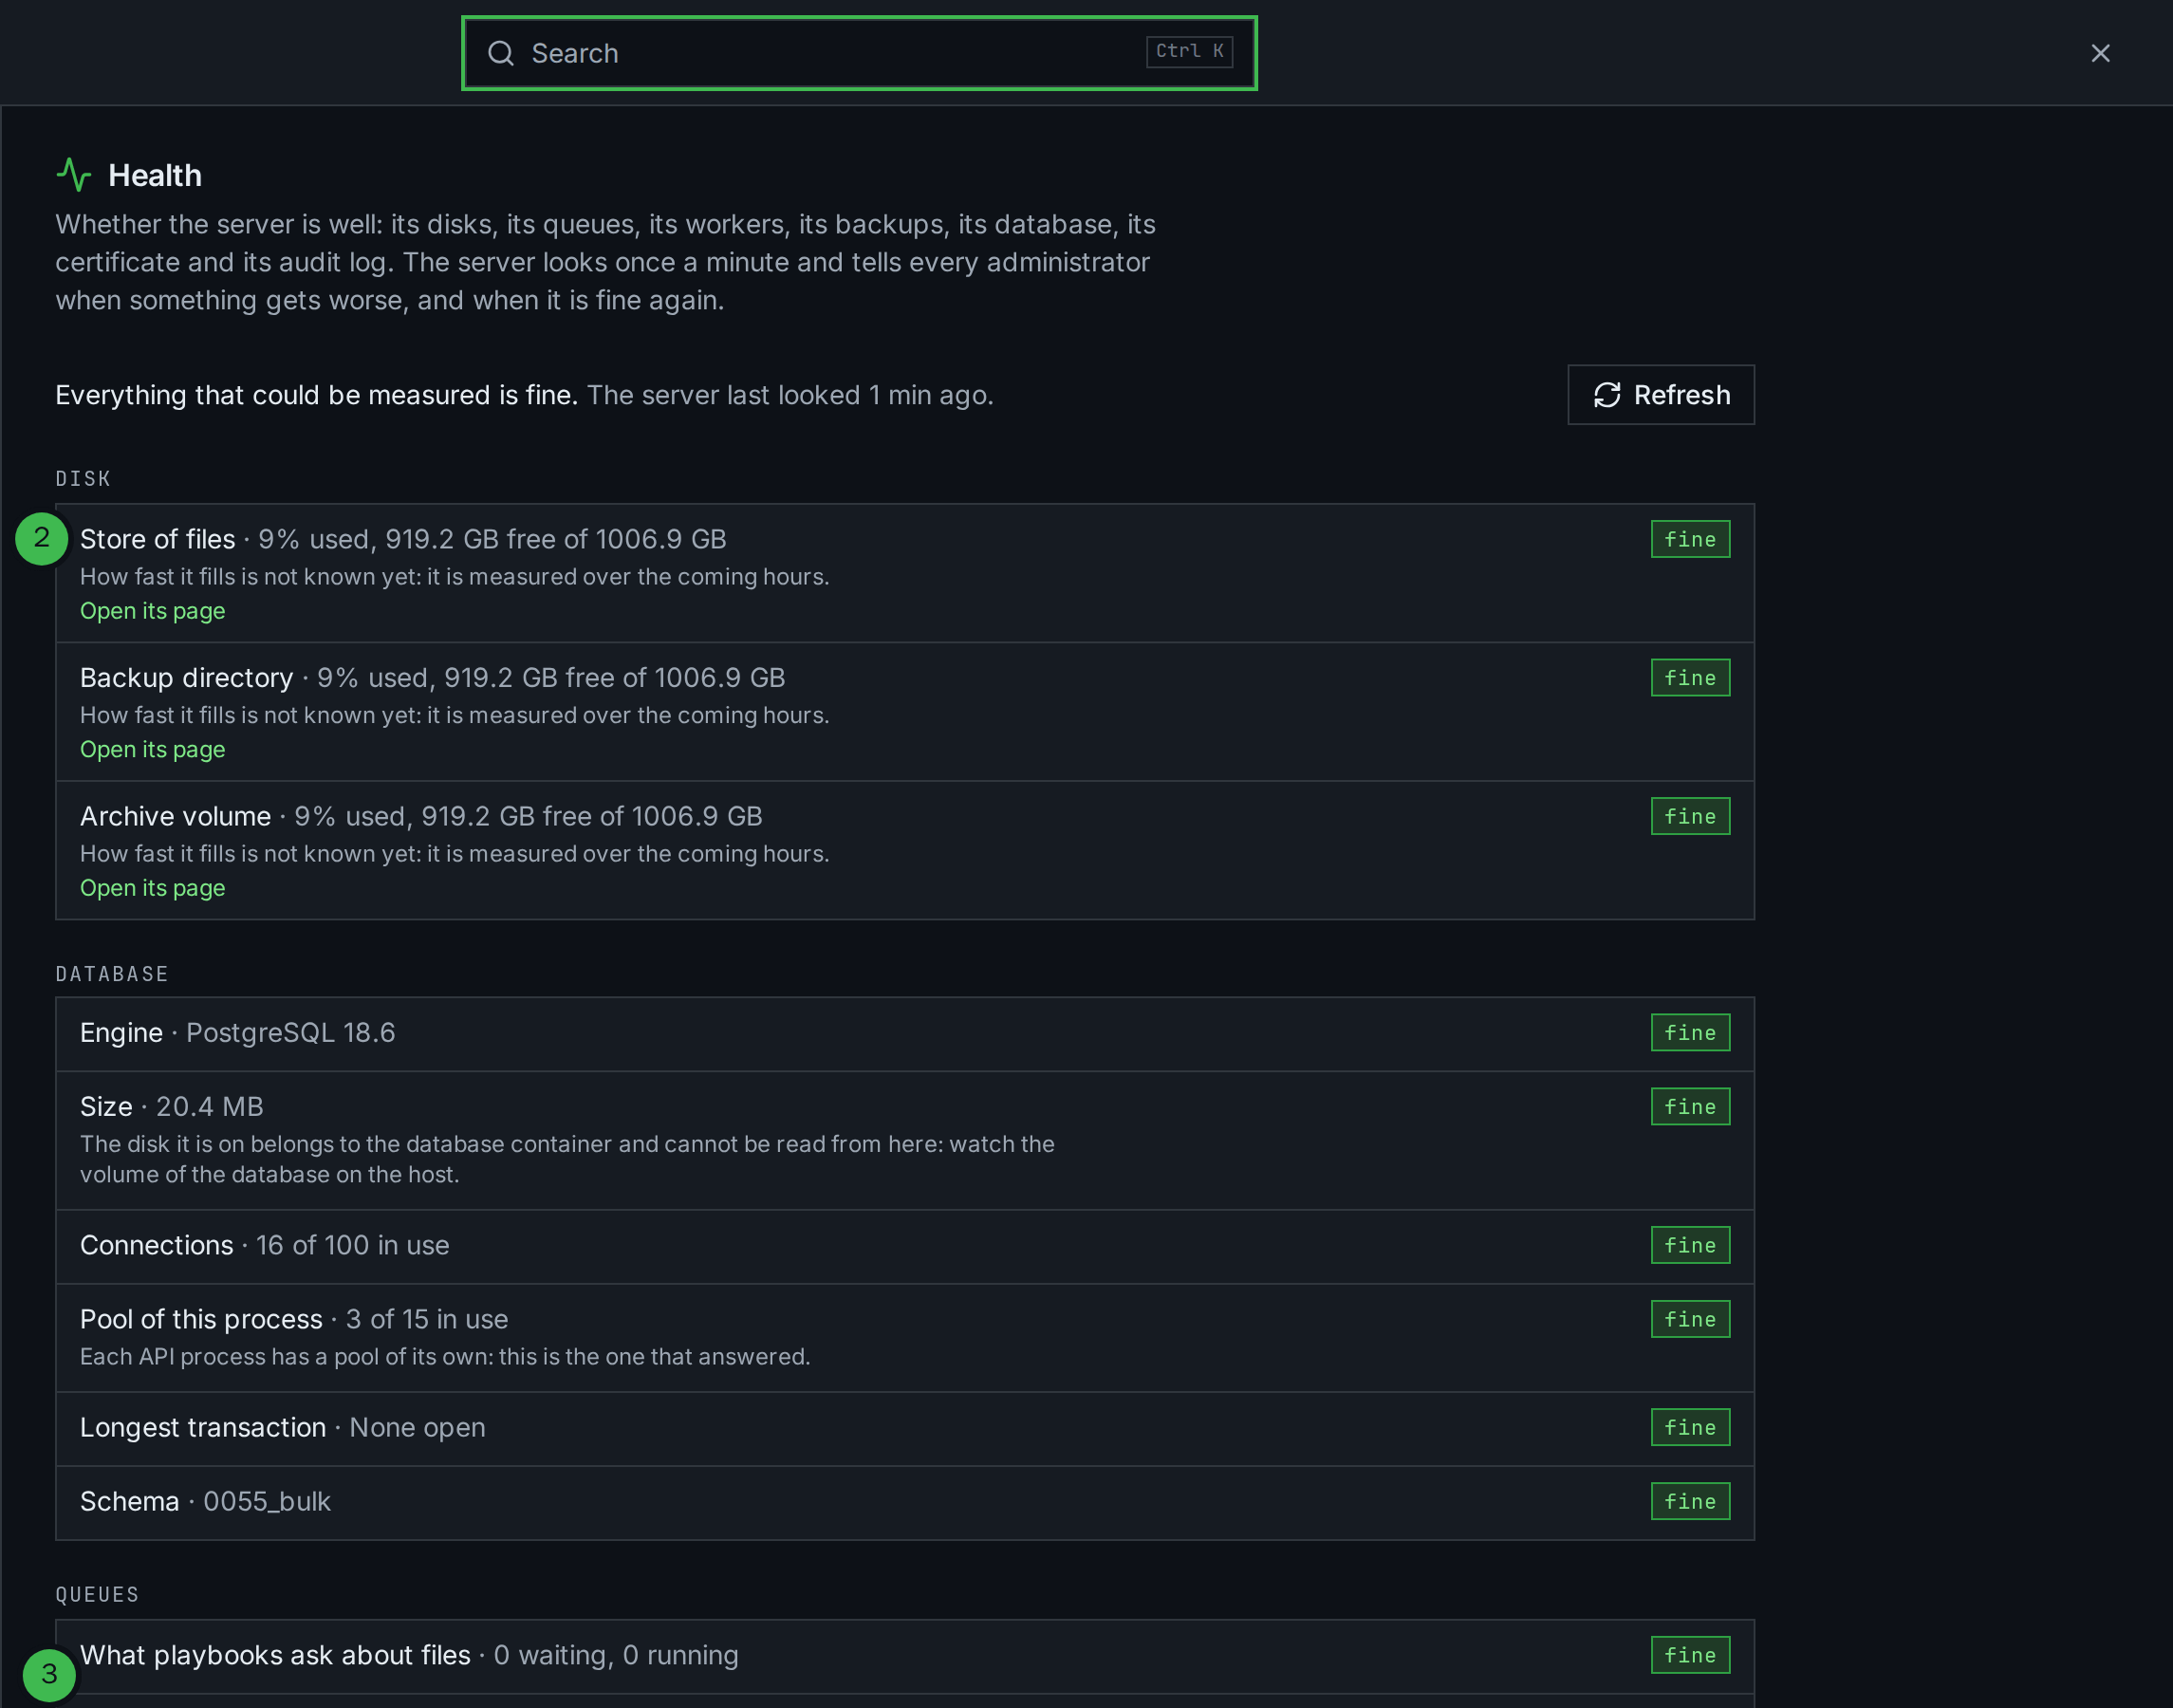 Search
Ctrl K
Health
Whether the server is well: its disks, its queues, its workers, its backups, its database, its
certificate and its audit log. The server looks once a minute and tells every administrator
when something gets worse, and when it is fine again.
Everything that could be measured is fine. The server last looked 1 min ago.
Refresh
DISK
2
Store of files · 9% used, 919.2 GB free of 1006.9 GB
fine
How fast it fills is not known yet: it is measured over the coming hours.
Open its page
Backup directory · 9% used, 919.2 GB free of 1006.9 GB
fine
How fast it fills is not known yet: it is measured over the coming hours.
Open its page
Archive volume · 9% used, 919.2 GB free of 1006.9 GB
fine
How fast it fills is not known yet: it is measured over the coming hours.
Open its page
DATABASE
Engine · PostgreSQL 18.6
fine
Size · 20.4 MB
fine
The disk it is on belongs to the database container and cannot be read from here: watch the
volume of the database on the host.
Connections · 16 of 100 in use
fine
Pool of this process · 3 of 15 in use
fine
Each API process has a pool of its own: this is the one that answered.
Longest transaction · None open
fine
Schema · 0055_bulk
fine
QUEUES
3
What playbooks ask about files · 0 waiting, 0 running
fine